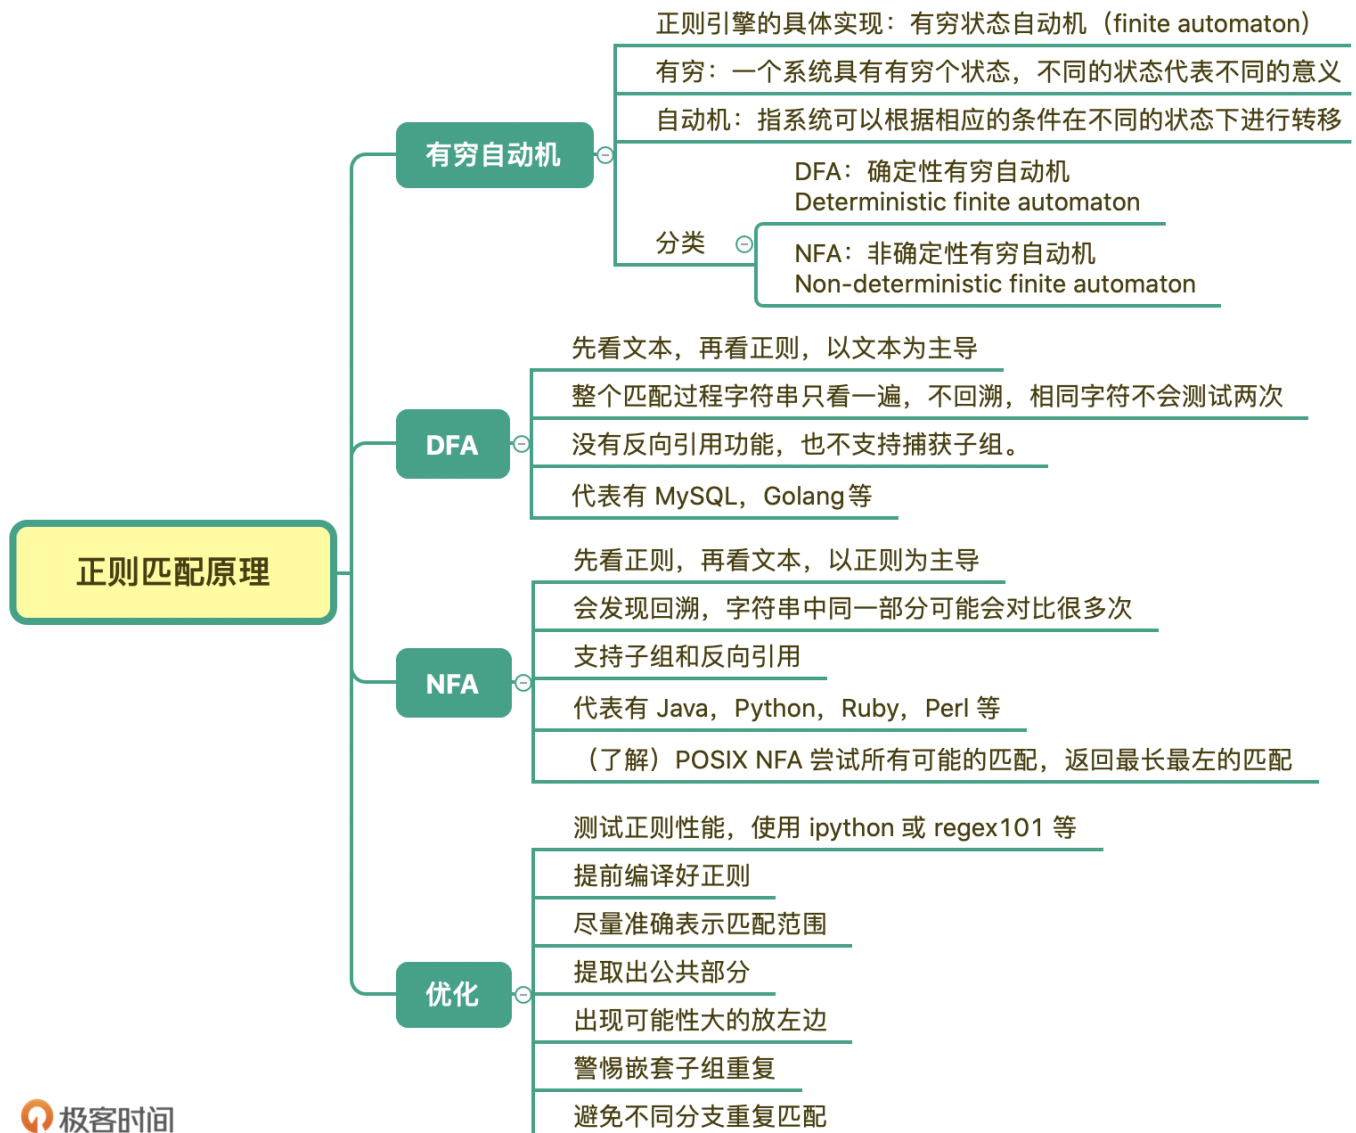 正则引擎的具体实现：有穷状态自动机（finite automaton）
有穷：一个系统具有有穷个状态，不同的状态代表不同的意义
自动机：指系统可以根据相应的条件在不同的状态下进行转移
有穷自动机
DFA：确定性有穷自动机
Deterministic finite automaton
分类
NFA：非确定性有穷自动机
Non-deterministic finite automaton
先看文本，再看正则，以文本为主导
整个匹配过程字符串只看一遍，不回溯，相同字符不会测试两次
DFA
没有反向引用功能，也不支持捕获子组。
代表有 MySQL，Golang等
正则匹配原理
先看正则，再看文本，以正则为主导
会发现回溯，字符串中同一部分可能会对比很多次
支持子组和反向引用
NFA
代表有 Java，Python，Ruby，Perl 等
（了解）POSIX NFA 尝试所有可能的匹配，返回最长最左的匹配
测试正则性能，使用 ipython 或 regex101 等
提前编译好正则
尽量准确表示匹配范围
提取出公共部分
优化
出现可能性大的放左边
警惕嵌套子组重复
避免不同分支重复匹配
极客时间